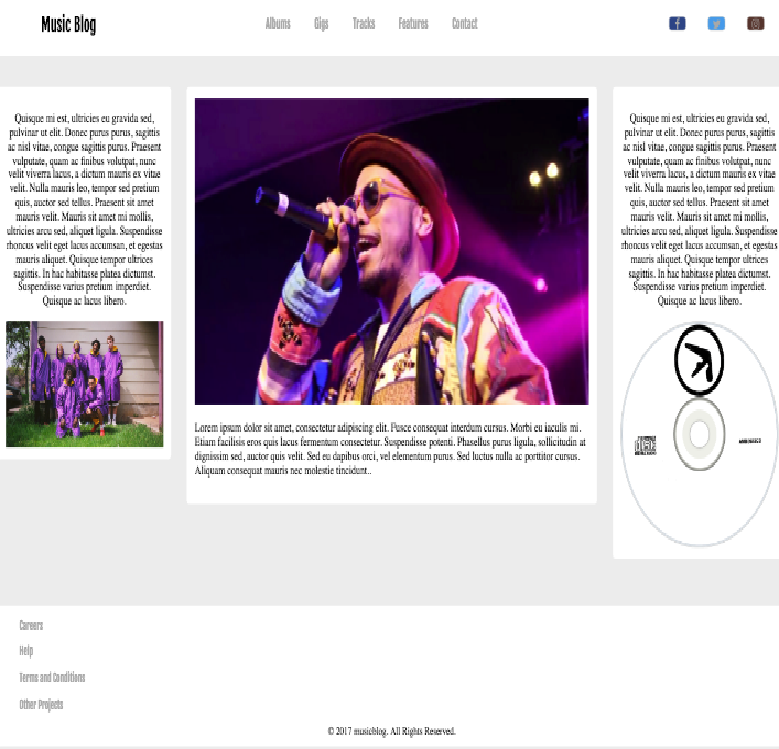 Music Blog
Albums
Gigs
Tracks
Features
Contact
Quisque mi est, ultricies eu gravida sed,
pulvinar ut elit. Donec purus purus, sagittis
ac nisl vitae, congue sagittis purus. Praesent
vulputate, quam ac finibus volutpat, nunc
velit viverra lacus, a dictum mauris ex vitae
velit. Nulla mauris leo, tempor sed pretium
quis, auctor sed tellus. Praesent sit amet
mauris velit. Mauris sit amet mi mollis,
ultricies arcu sed, aliquet ligula. Suspendisse
rhoncus velit eget lacus accumsan, et egestas
mauris aliquet. Quisque tempor ultrices
sagittis. In hac habitasse platea dictumst.
Suspendisse varius pretium imperdiet.
Quisque ac lacus libero.
Lorem ipsum dolor sit amet, consectetur adipiscing elit. Fusce consequat interdum cursus. Morbi eu iaculis mi.
Etiam facilisis eros quis lacus fermentum consectetur. Suspendisse potenti. Phasellus purus ligula, sollicitudin at
dignissim sed, auctor quis velit. Sed eu dapibus orci, vel elementum purus. Sed luctus nulla ac porttitor cursus.
Aliquam consequat mauris nec molestie tincidunt..
Quisque mi est, ultricies eu gravida sed,
pulvinar ut elit. Donec purus purus, sagittis
ac nisl vitae, congue sagittis purus. Praesent
vulputate, quam ac finibus volutpat, nunc
velit viverra lacus, a dictum mauris ex vitae
velit. Nulla mauris leo, tempor sed pretium
quis, auctor sed tellus. Praesent sit amet
mauris velit. Mauris sit amet mi mollis,
ultricies arcu sed, aliquet ligula. Suspendisse
rhoncus velit eget lacus accumsan, et egestas
mauris aliquet. Quisque tempor ultrices
sagittis. In hac habitasse platea dictumst.
Suspendisse varius pretium imperdiet.
Quisque ac lacus libero.
Careers
Help
Terms and Conditions
Other Projects
© 2017 musicblog. All Rights Reserved.